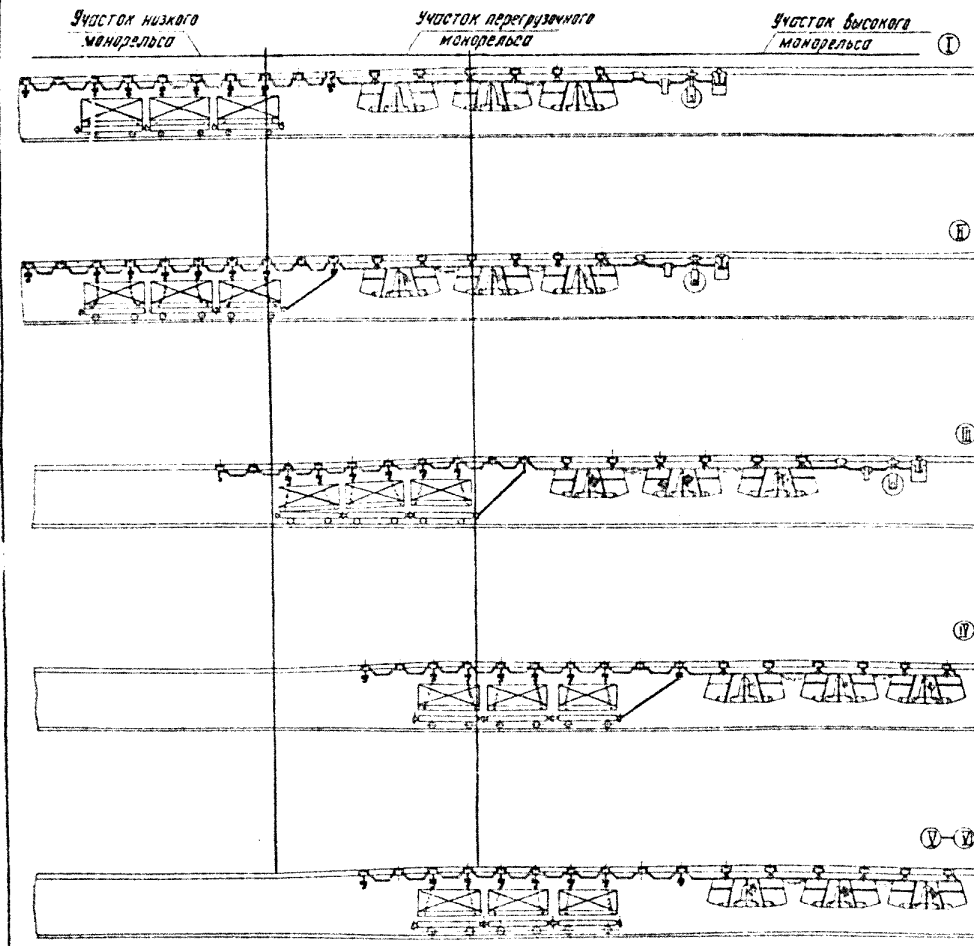 Участок низкого
монорельса
Участок перегрузочного
монорельса
Участок высокого
монорельса
I
II
III
IV
V-VI